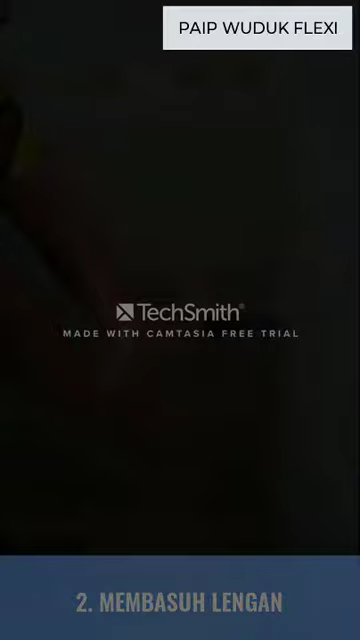 PAIP WUDUK FLEXI
TechSmith®
MADE WITH CAMTASIA FREE TRIAL
2. MEMBASUH LENGAN